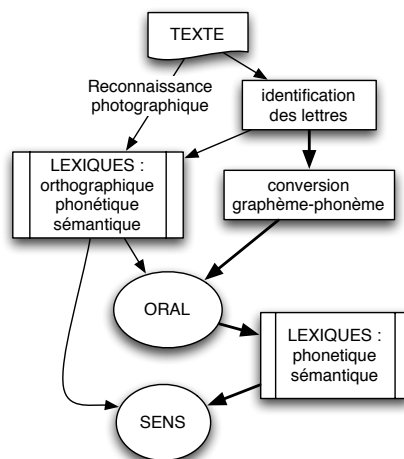 TEXTE
Reconnaissance
photographique
identification
des lettres
LEXIQUES :
orthographique
phonétique
sémantique
conversion
graphème-phonème
ORAL
LEXIQUES :
phonetique
sémantique
SENS